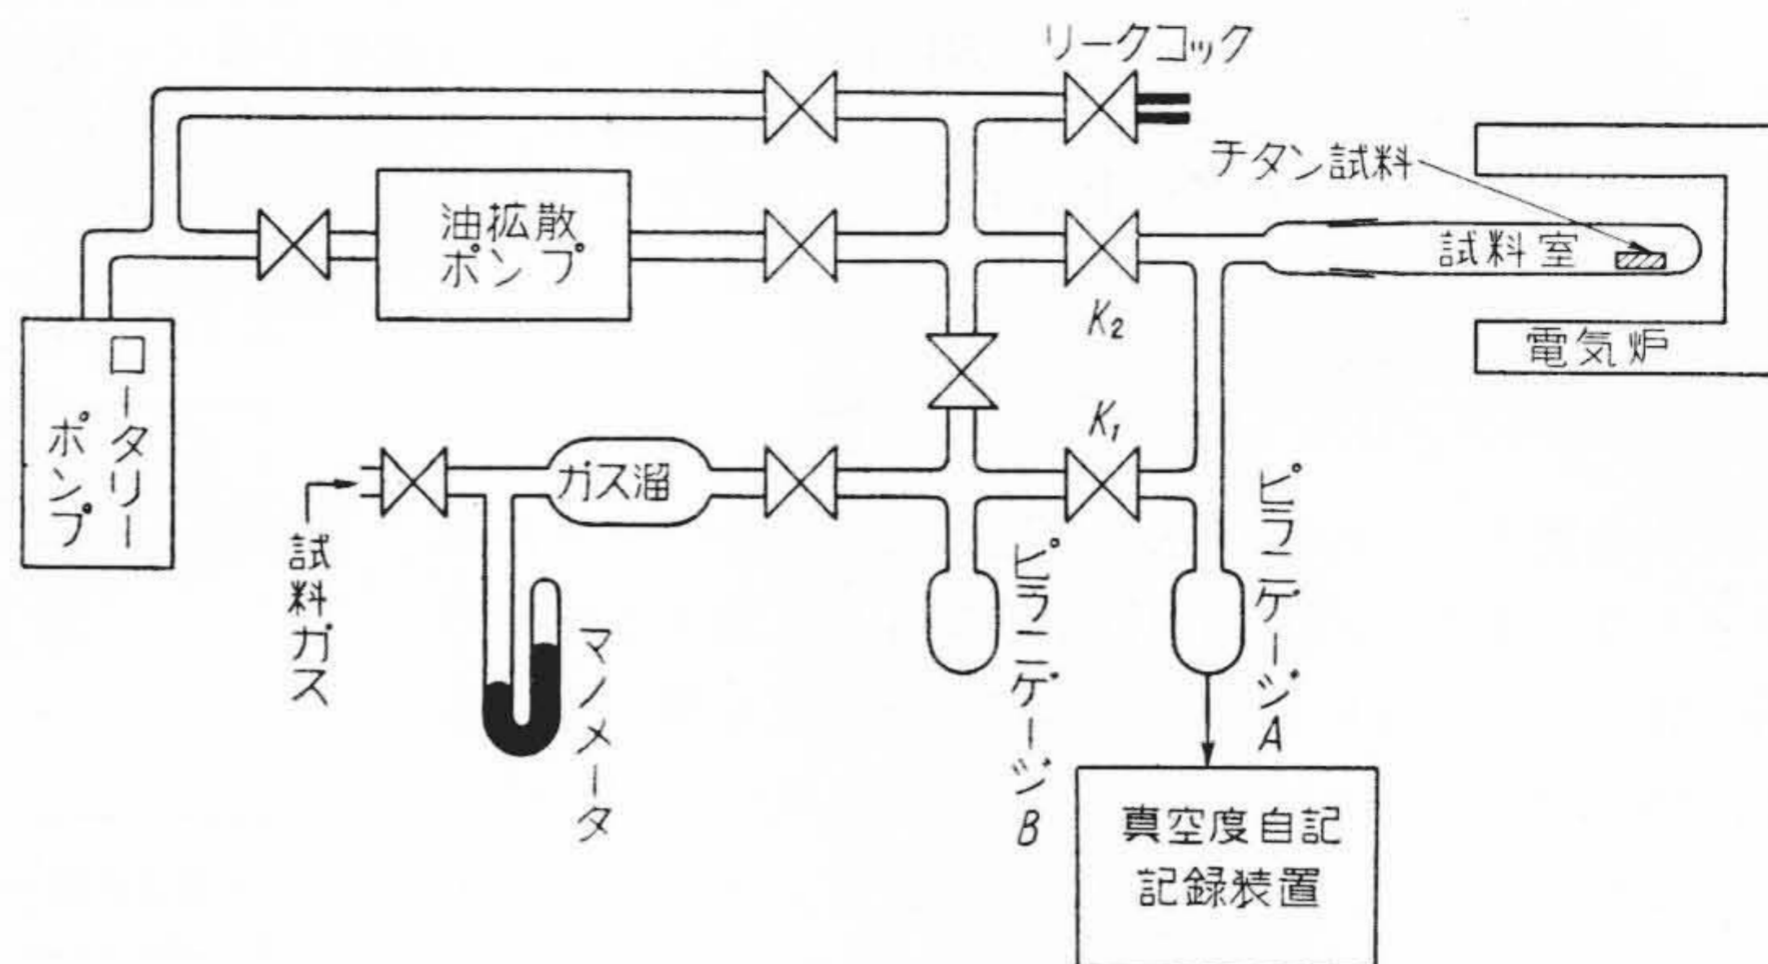 リークコック
チタン試料
油拡散
ポンプ
試料室
K2
電気炉
ロータリー
ポンプ
K1
ガス溜
試料ガス
マノメータ
ピラニゲージB
ピラニゲージA
真空度自記
記録装置